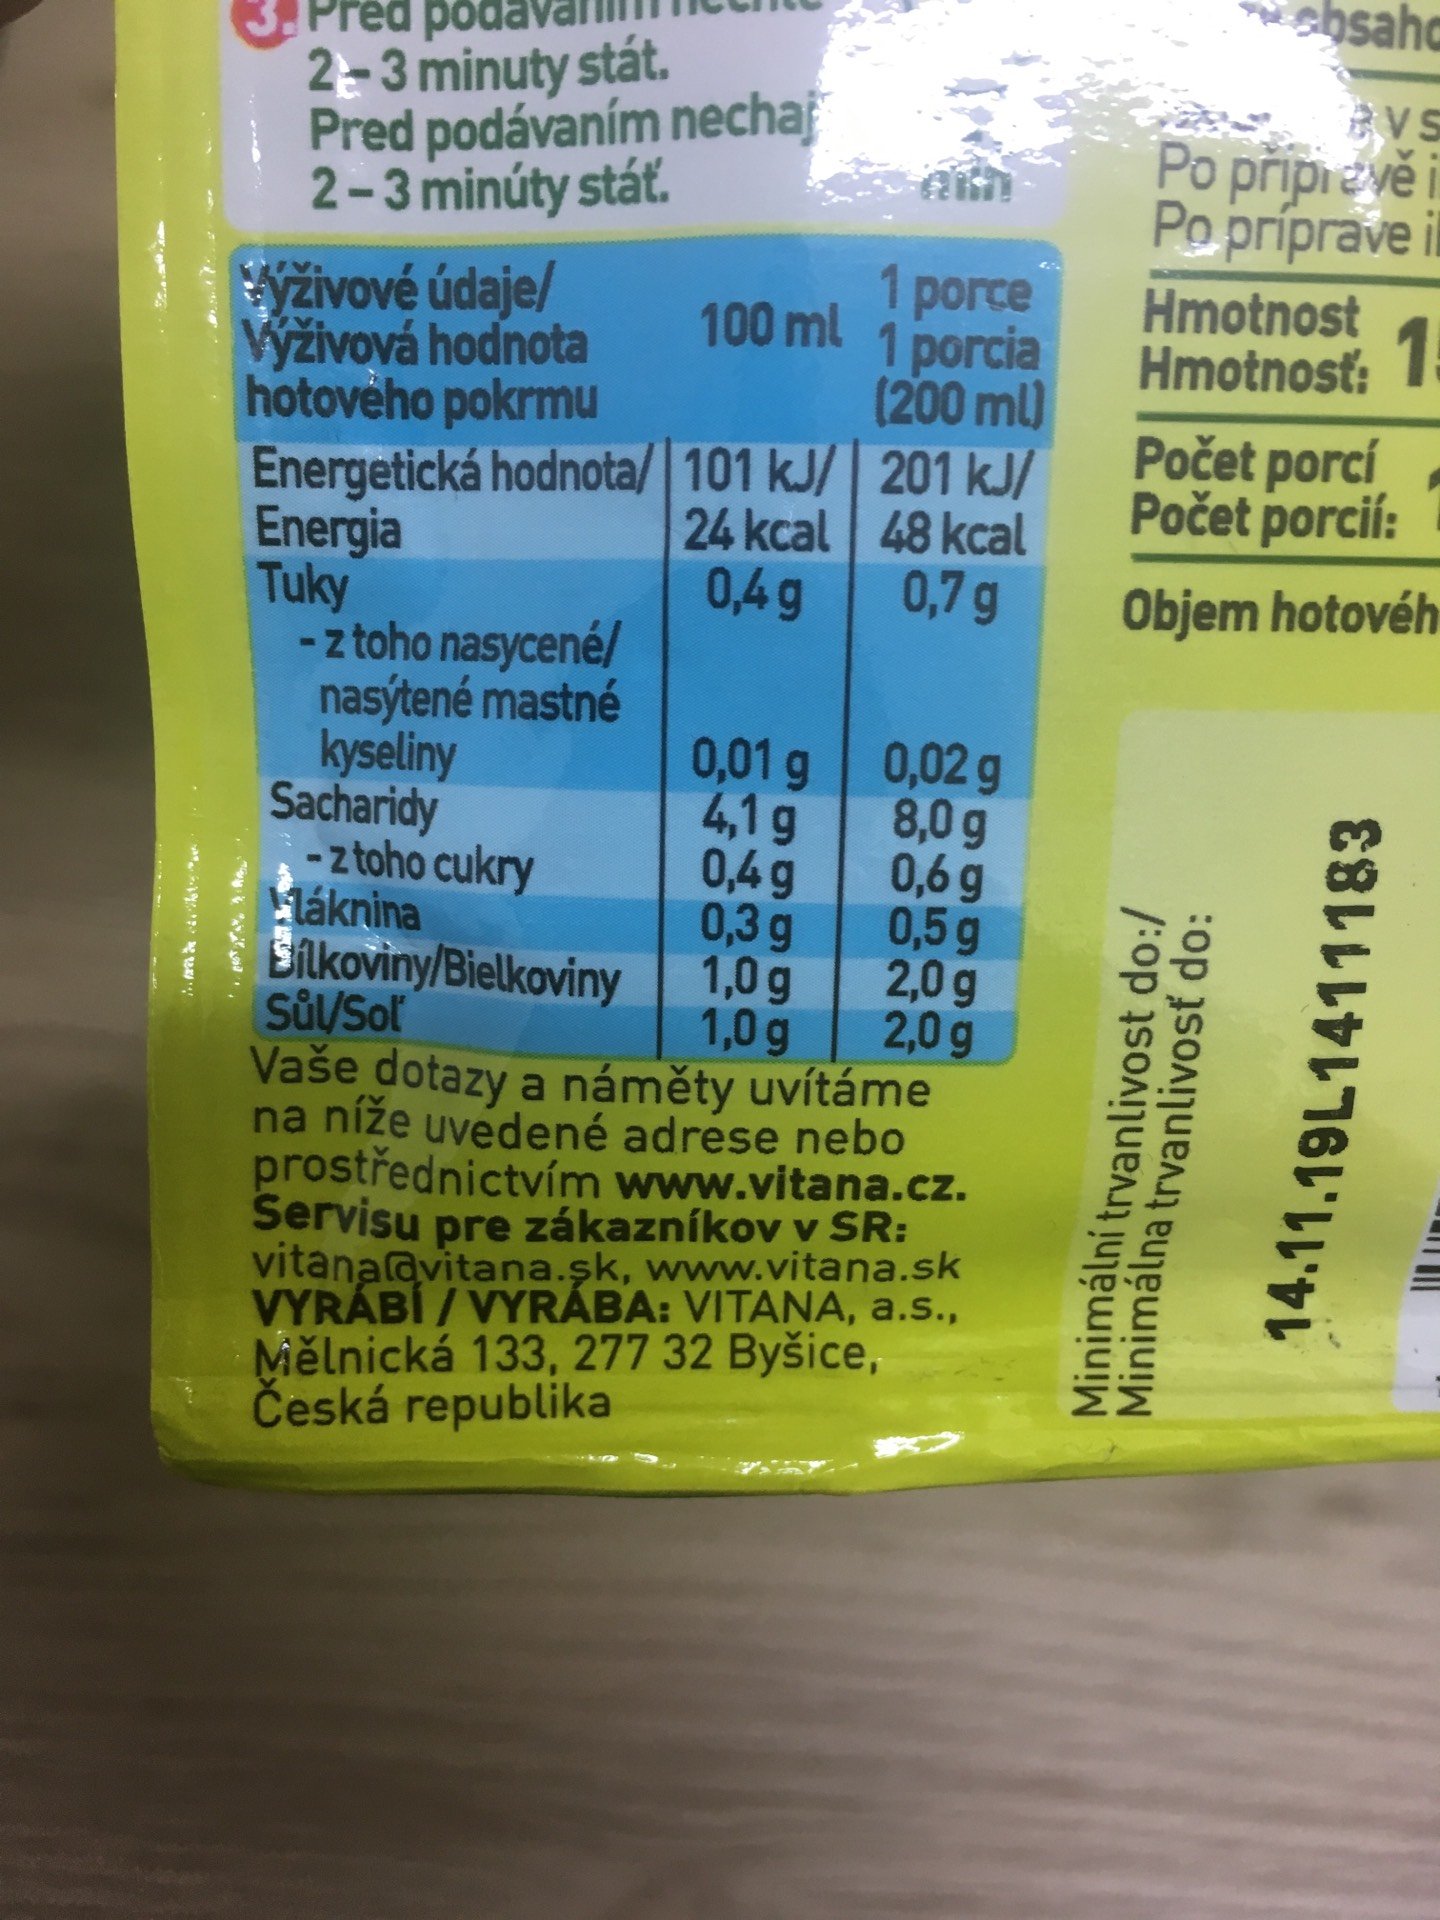 3. Před podávaním
2 – 3 minuty stát.
Pred podávaním nechaj
2 – 3 minúty stáť.
min
Výživové údaje/
Výživová hodnota
hotového pokrmu
100 ml
1 porce
1 porcia
(200 ml)
Energetická hodnota/ 101 kJ/ 201 kJ/
Energia 24 kcal 48 kcal
Tuky 0,4 g 0,7 g
- z toho nasycené/
nasýtené mastné
kyseliny 0,01 g 0,02 g
Sacharidy 4,1 g 8,0 g
- z toho cukry 0,4 g 0,6 g
Vláknina 0,3 g 0,5 g
Bílkoviny/Bielkoviny 1,0 g 2,0 g
Sůl/Soľ 1,0 g 2,0 g
Vaše dotazy a náměty uvítáme
na níže uvedené adrese nebo
prostřednictvím www.vitana.cz.
Servisu pre zákazníkov v SR:
vitana@vitana.sk, www.vitana.sk
VYRÁBÍ / VYRÁBA: VITANA, a.s.,
Mělnická 133, 277 32 Byšice,
Česká republika
Po přípravě
Po príprave
Hmotnost
Hmotnosť:
Počet porcí
Počet porcií:
Objem hotovéh
Minimální trvanlivost do:/
Minimálna trvanlivosť do:
14.11.19L1411183